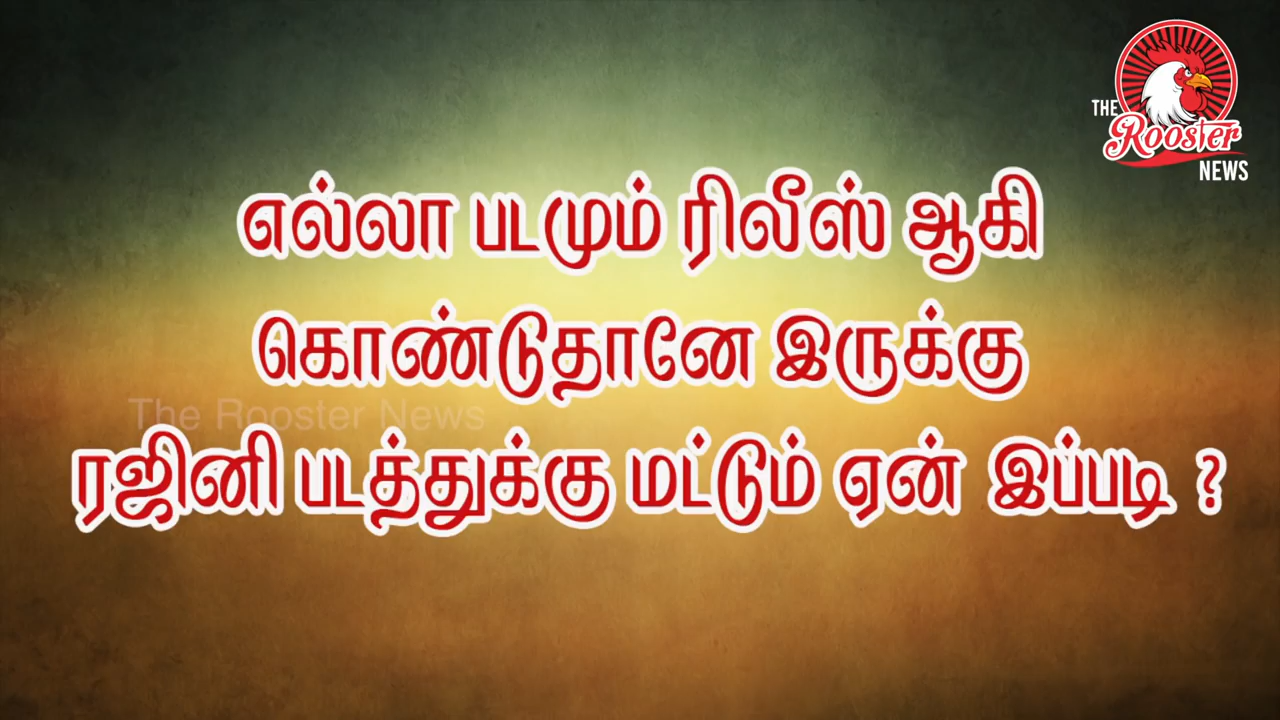 THE
Rooster
NEWS
எல்லா படமும் ரிலீஸ் ஆகி
கொண்டுதானே இருக்கு
The Rooster News
ரஜினி படத்துக்கு மட்டும் ஏன் இப்படி ?